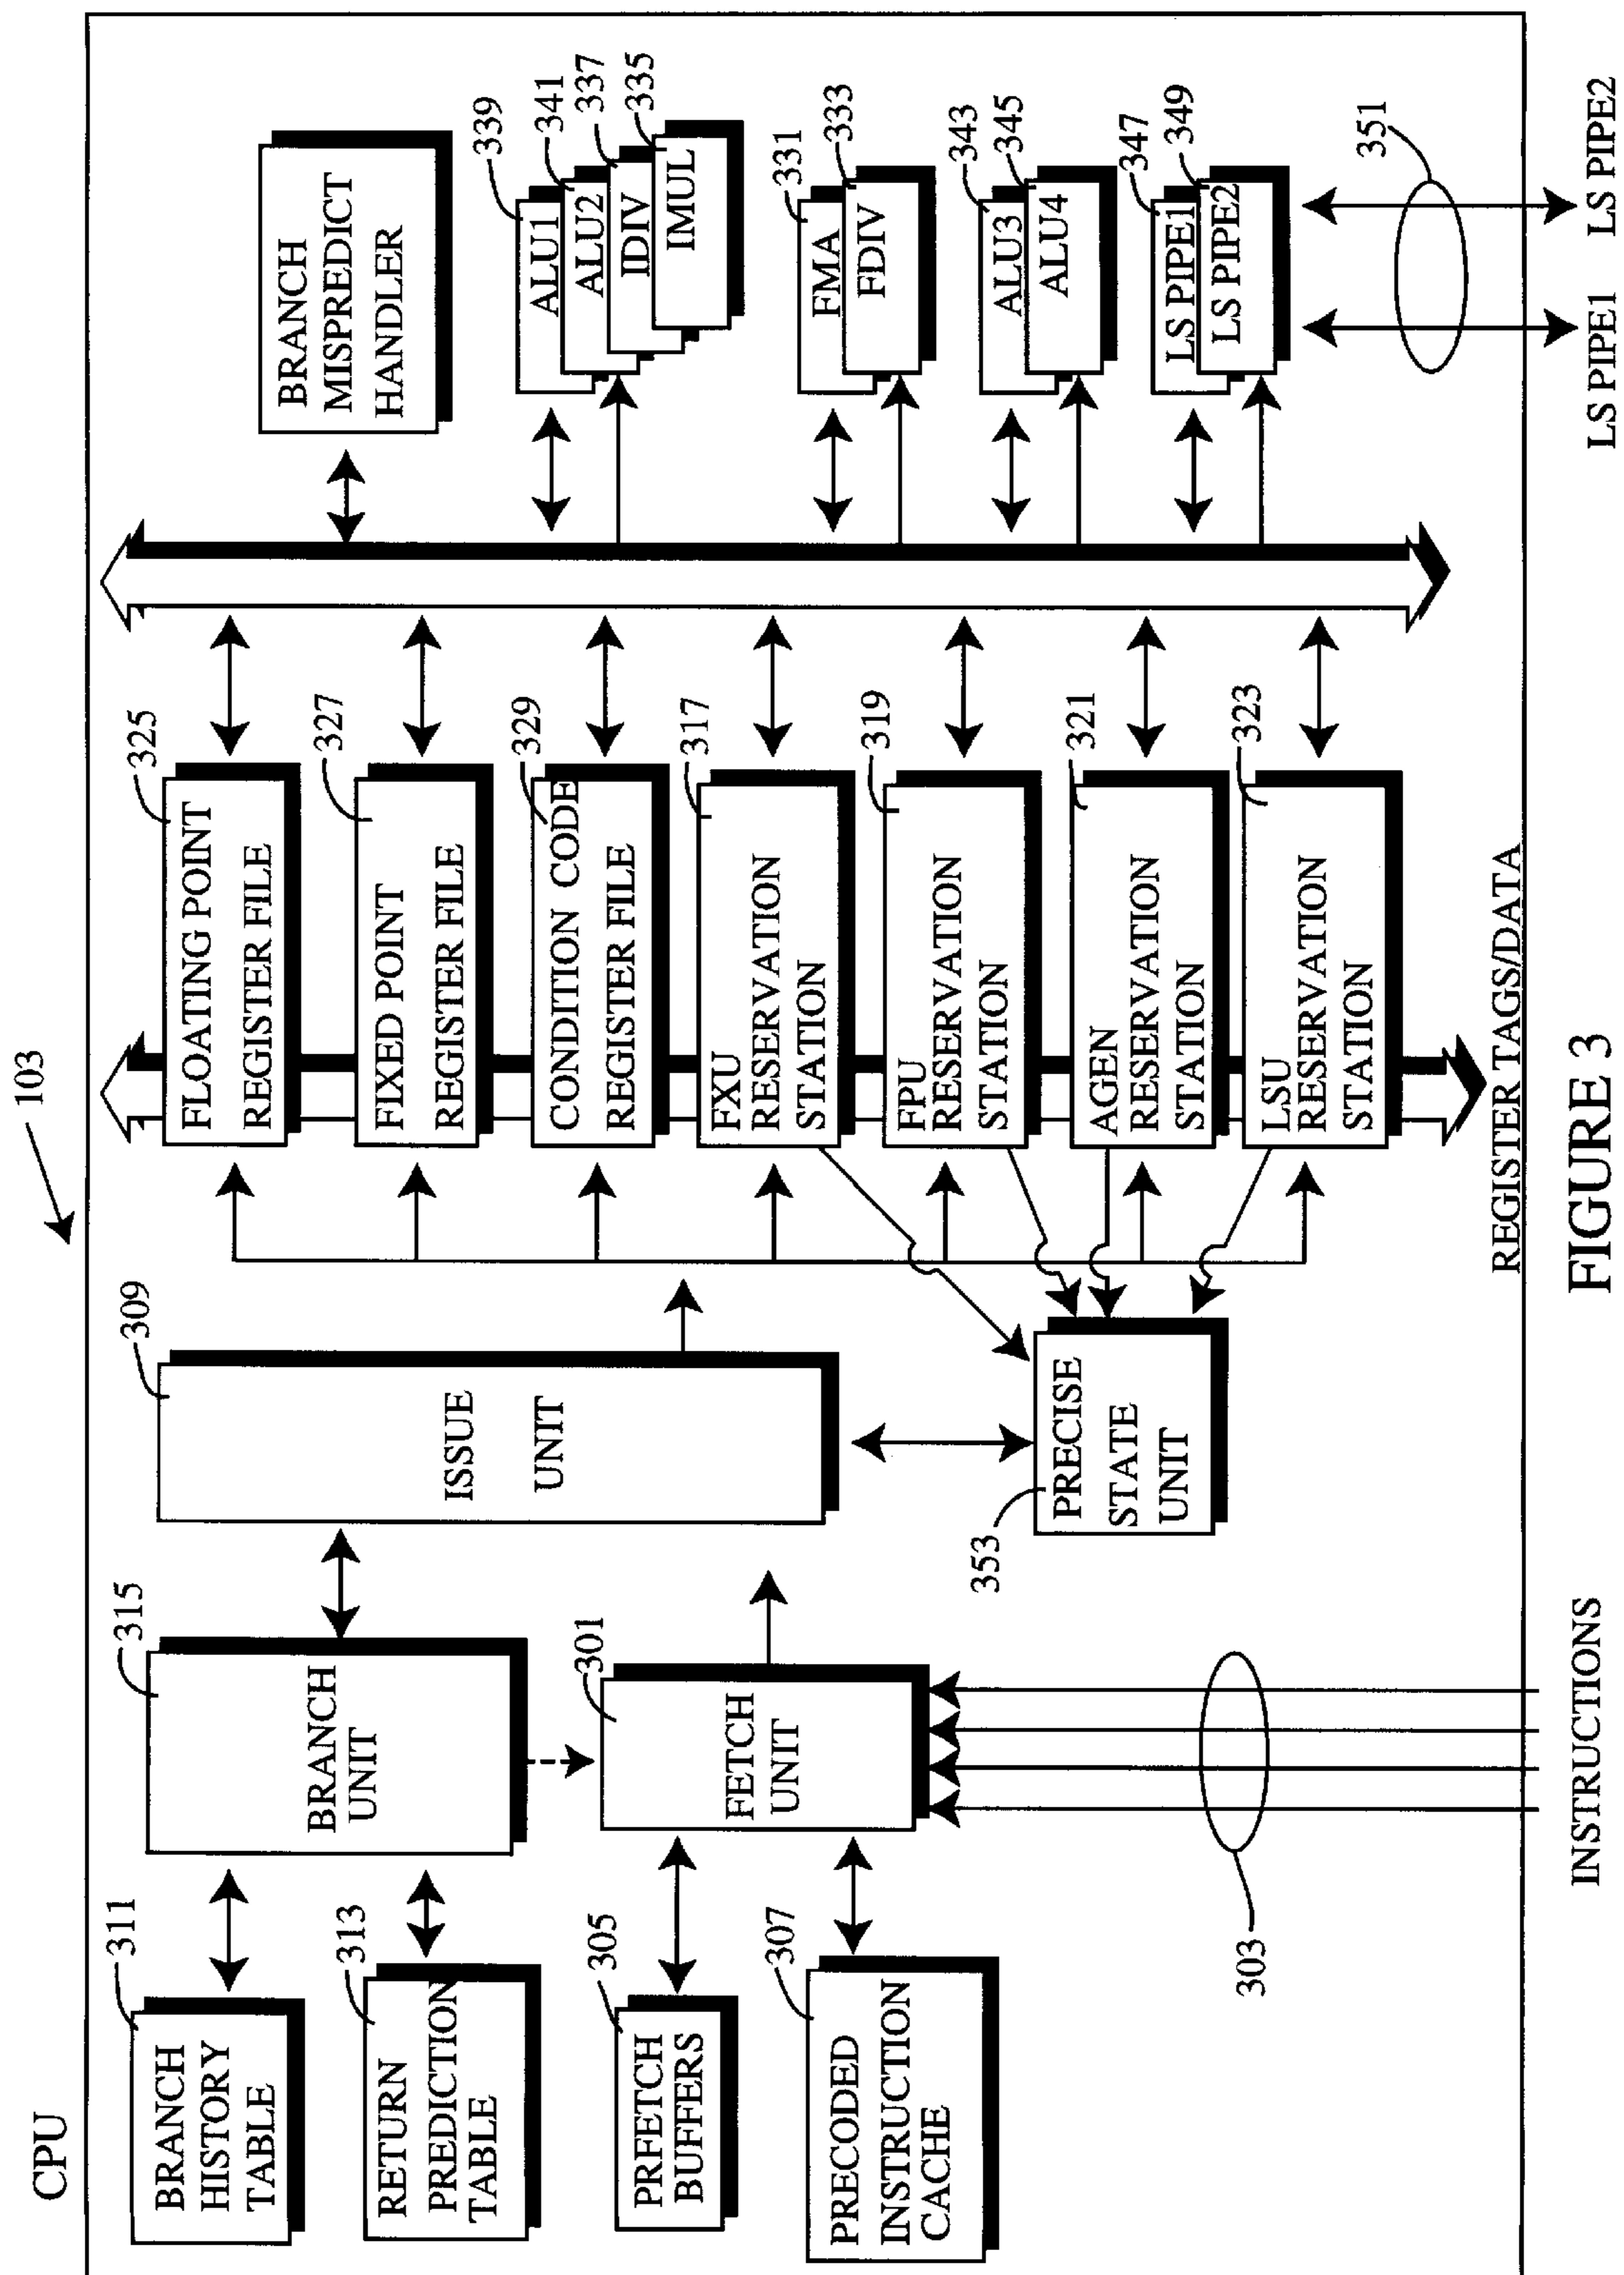 CPU
103
311
BRANCH
HISTORY
TABLE
313
RETURN
PREDICTION
TABLE
305
PRFETCH
BUFFERS
307
PRECODED
INSTRUCTION
CACHE
315
BRANCH
UNIT
301
FETCH
UNIT
303
INSTRUCTIONS
309
ISSUE
UNIT
353
PRECISE
STATE
UNIT
325
FLOATING POINT
REGISTER FILE
327
FIXED POINT
REGISTER FILE
329
CONDITION CODE
REGISTER FILE
317
FXU
RESERVATION
STATION
319
FPU
RESERVATION
STATION
321
AGEN
RESERVATION
STATION
323
LSU
RESERVATION
STATION
REGISTER TAGS/DATA
BRANCH
MISPREDICT
HANDLER
339
ALU1
341
ALU2
337
IDIV
335
IMUL
331
FMA
333
FDIV
343
ALU3
345
ALU4
347
LS PIPE1
349
LS PIPE2
351
LS PIPE1
LS PIPE2
FIGURE 3